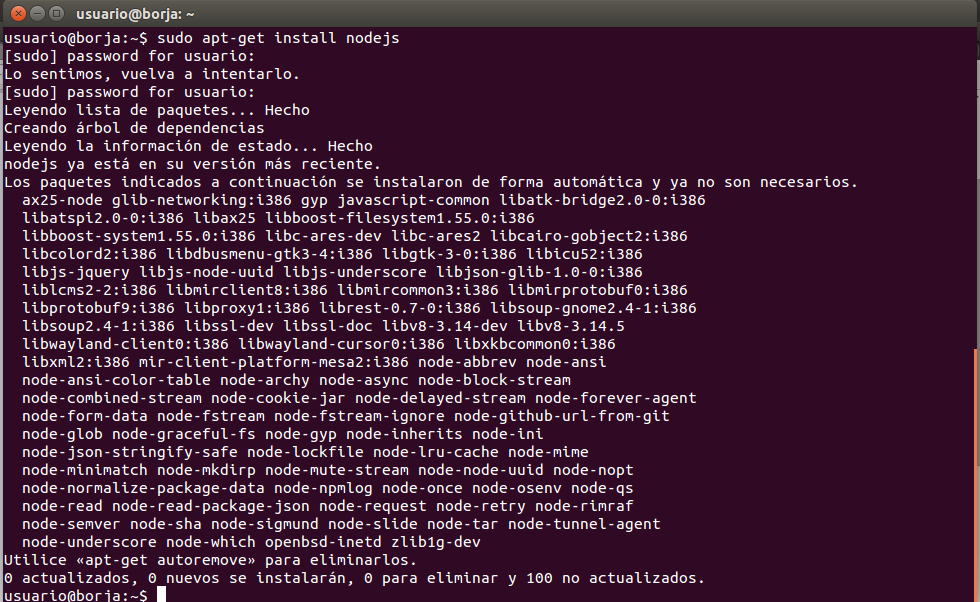 usuario@borja: ~
usuario@borja:~$ sudo apt-get install nodejs
[sudo] password for usuario:
Lo sentimos, vuelva a intentarlo.
[sudo] password for usuario:
Leyendo lista de paquetes... Hecho
Creando árbol de dependencias
Leyendo la información de estado... Hecho
nodejs ya está en su versión más reciente.
Los paquetes indicados a continuación se instalaron de forma automática y ya no son necesarios.
  ax25-node glib-networking:i386 gyp javascript-common libatk-bridge2.0-0:i386
  libatspi2.0-0:i386 libax25 libboost-filesystem1.55.0:i386
  libboost-system1.55.0:i386 libc-ares-dev libc-ares2 libcairo-gobject2:i386
  libcolord2:i386 libdbusmenu-gtk3-4:i386 libgtk-3-0:i386 libicu52:i386
  libjs-jquery libjs-node-uuid libjs-underscore libjson-glib-1.0-0:i386
  liblcms2-2:i386 libmirclient8:i386 libmircommon3:i386 libmirprotobuf0:i386
  libprotobuf9:i386 libproxy1:i386 librest-0.7-0:i386 libsoup-gnome2.4-1:i386
  libsoup2.4-1:i386 libssl-dev libssl-doc libv8-3.14-dev libv8-3.14.5
  libwayland-client0:i386 libwayland-cursor0:i386 libxkbcommon0:i386
  libxml2:i386 mir-client-platform-mesa2:i386 node-abbrev node-ansi
  node-ansi-color-table node-archy node-async node-block-stream
  node-combined-stream node-cookie-jar node-delayed-stream node-forever-agent
  node-form-data node-fstream node-fstream-ignore node-github-url-from-git
  node-glob node-graceful-fs node-gyp node-inherits node-ini
  node-json-stringify-safe node-lockfile node-lru-cache node-mime
  node-minimatch node-mkdirp node-mute-stream node-node-uuid node-nopt
  node-normalize-package-data node-npmlog node-once node-osenv node-qs
  node-read node-read-package-json node-request node-retry node-rimraf
  node-semver node-sha node-sigmund node-slide node-tar node-tunnel-agent
  node-underscore node-which openbsd-inetd zlib1g-dev
Utilice «apt-get autoremove» para eliminarlos.
0 actualizados, 0 nuevos se instalarán, 0 para eliminar y 100 no actualizados.
usuario@borja:~$